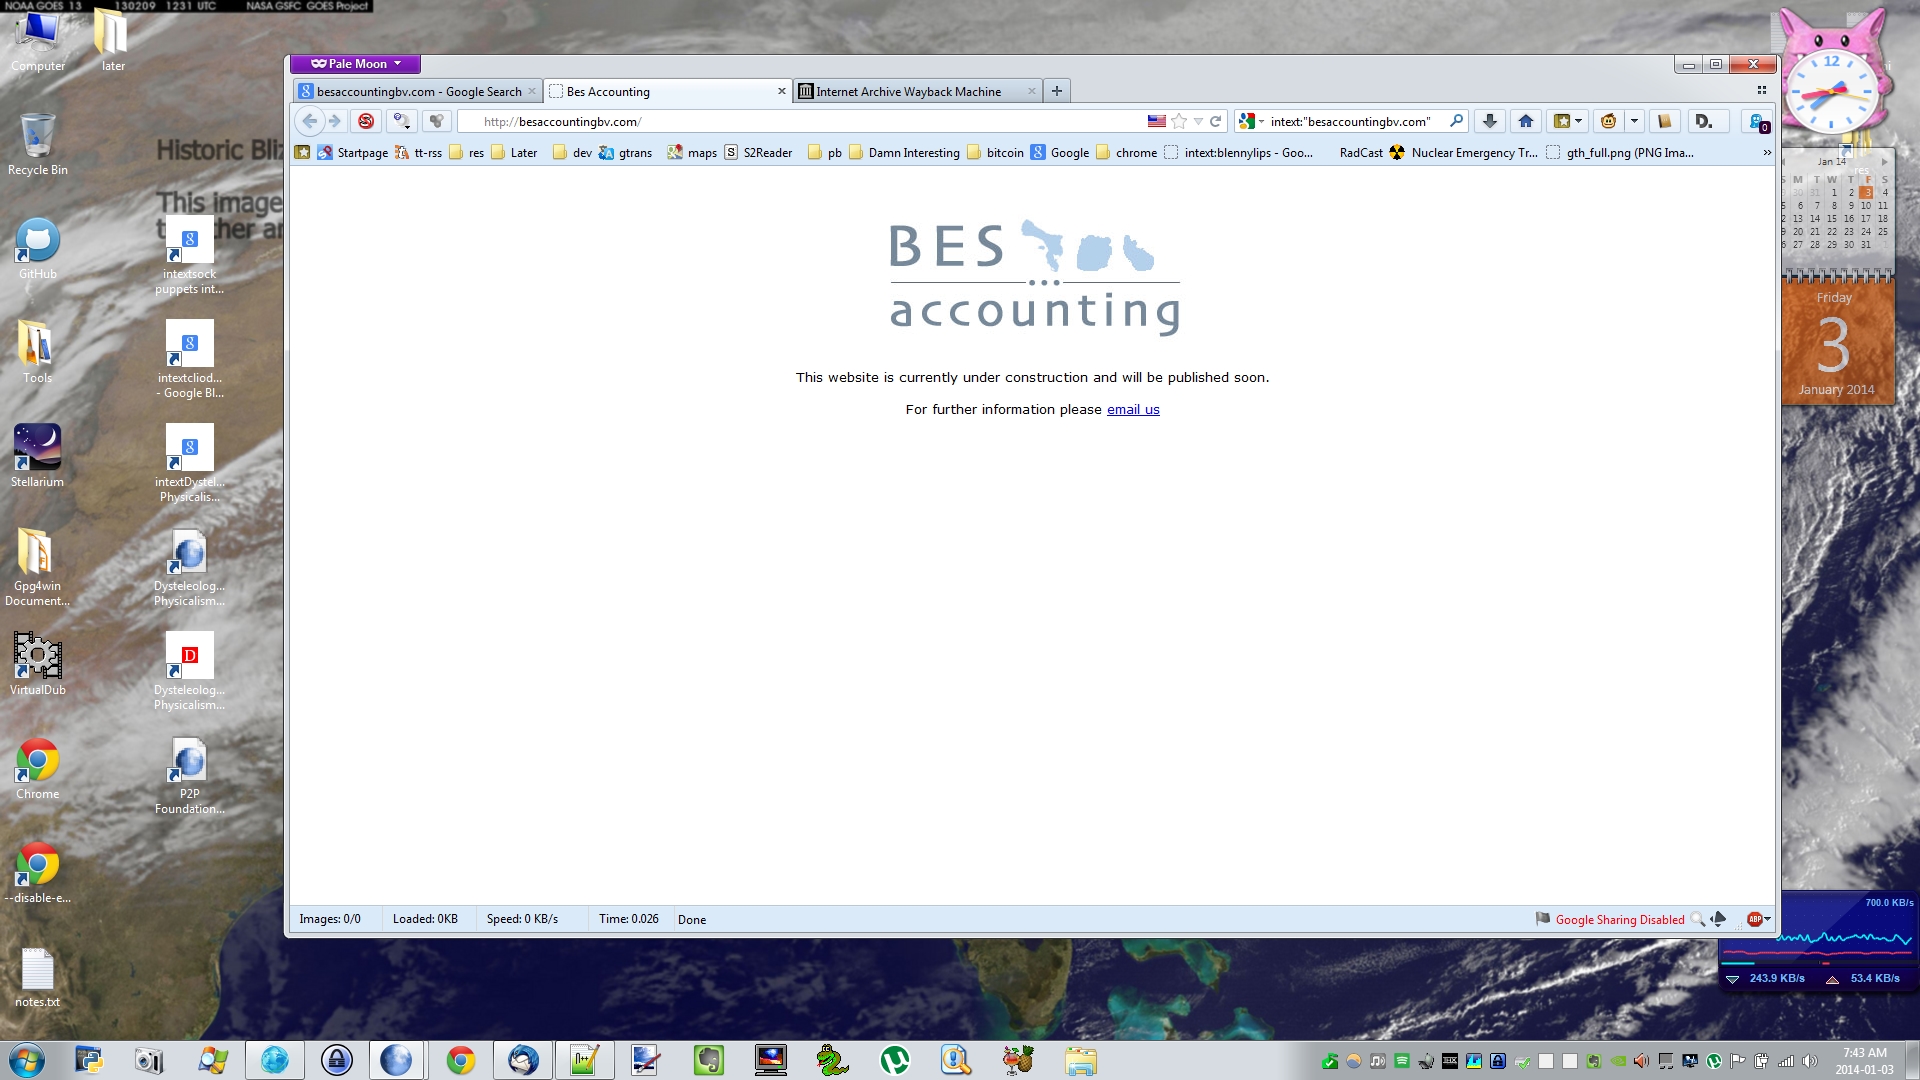 NOAA GOES 13 130209 1231 UTC NASA GSFC GOES Project
Computer
later
Recycle Bin
Historic Bliz
This image
GitHub
intextsock
puppets int...
Tools
intextcliod...
- Google Bl...
Stellarium
intextDystel...
Physicalis...
Gpg4win
Document...
Dysteleolog...
Physicalism...
VirtualDub
D
Dysteleolog...
Physicalism...
Chrome
P2P
Foundation...
--disable-e...
notes.txt
Pale Moon
besaccountingbv.com - Google Search
Bes Accounting
Internet Archive Wayback Machine
http://besaccountingbv.com/
intext:"besaccountingbv.com"
D.
0
Startpage tt-rss res Later dev gtrans maps S2Reader pb Damn Interesting bitcoin Google chrome intext:blennylips - Goo... RadCast Nuclear Emergency Tr... gth_full.png (PNG Ima...
BES
accounting
This website is currently under construction and will be published soon.
For further information please email us
Images: 0/0 Loaded: 0KB Speed: 0 KB/s Time: 0.026 Done
Google Sharing Disabled
ABP
12
Jan 14
res
S M T W T F S
30 31 1 2 3 4
5 6 7 8 9 10 11
12 13 14 15 16 17 18
19 20 21 22 23 24 25
26 27 28 29 30 31 1
Friday
3
January 2014
700.0 KB/s
243.9 KB/s 53.4 KB/s
7:43 AM
2014-01-03